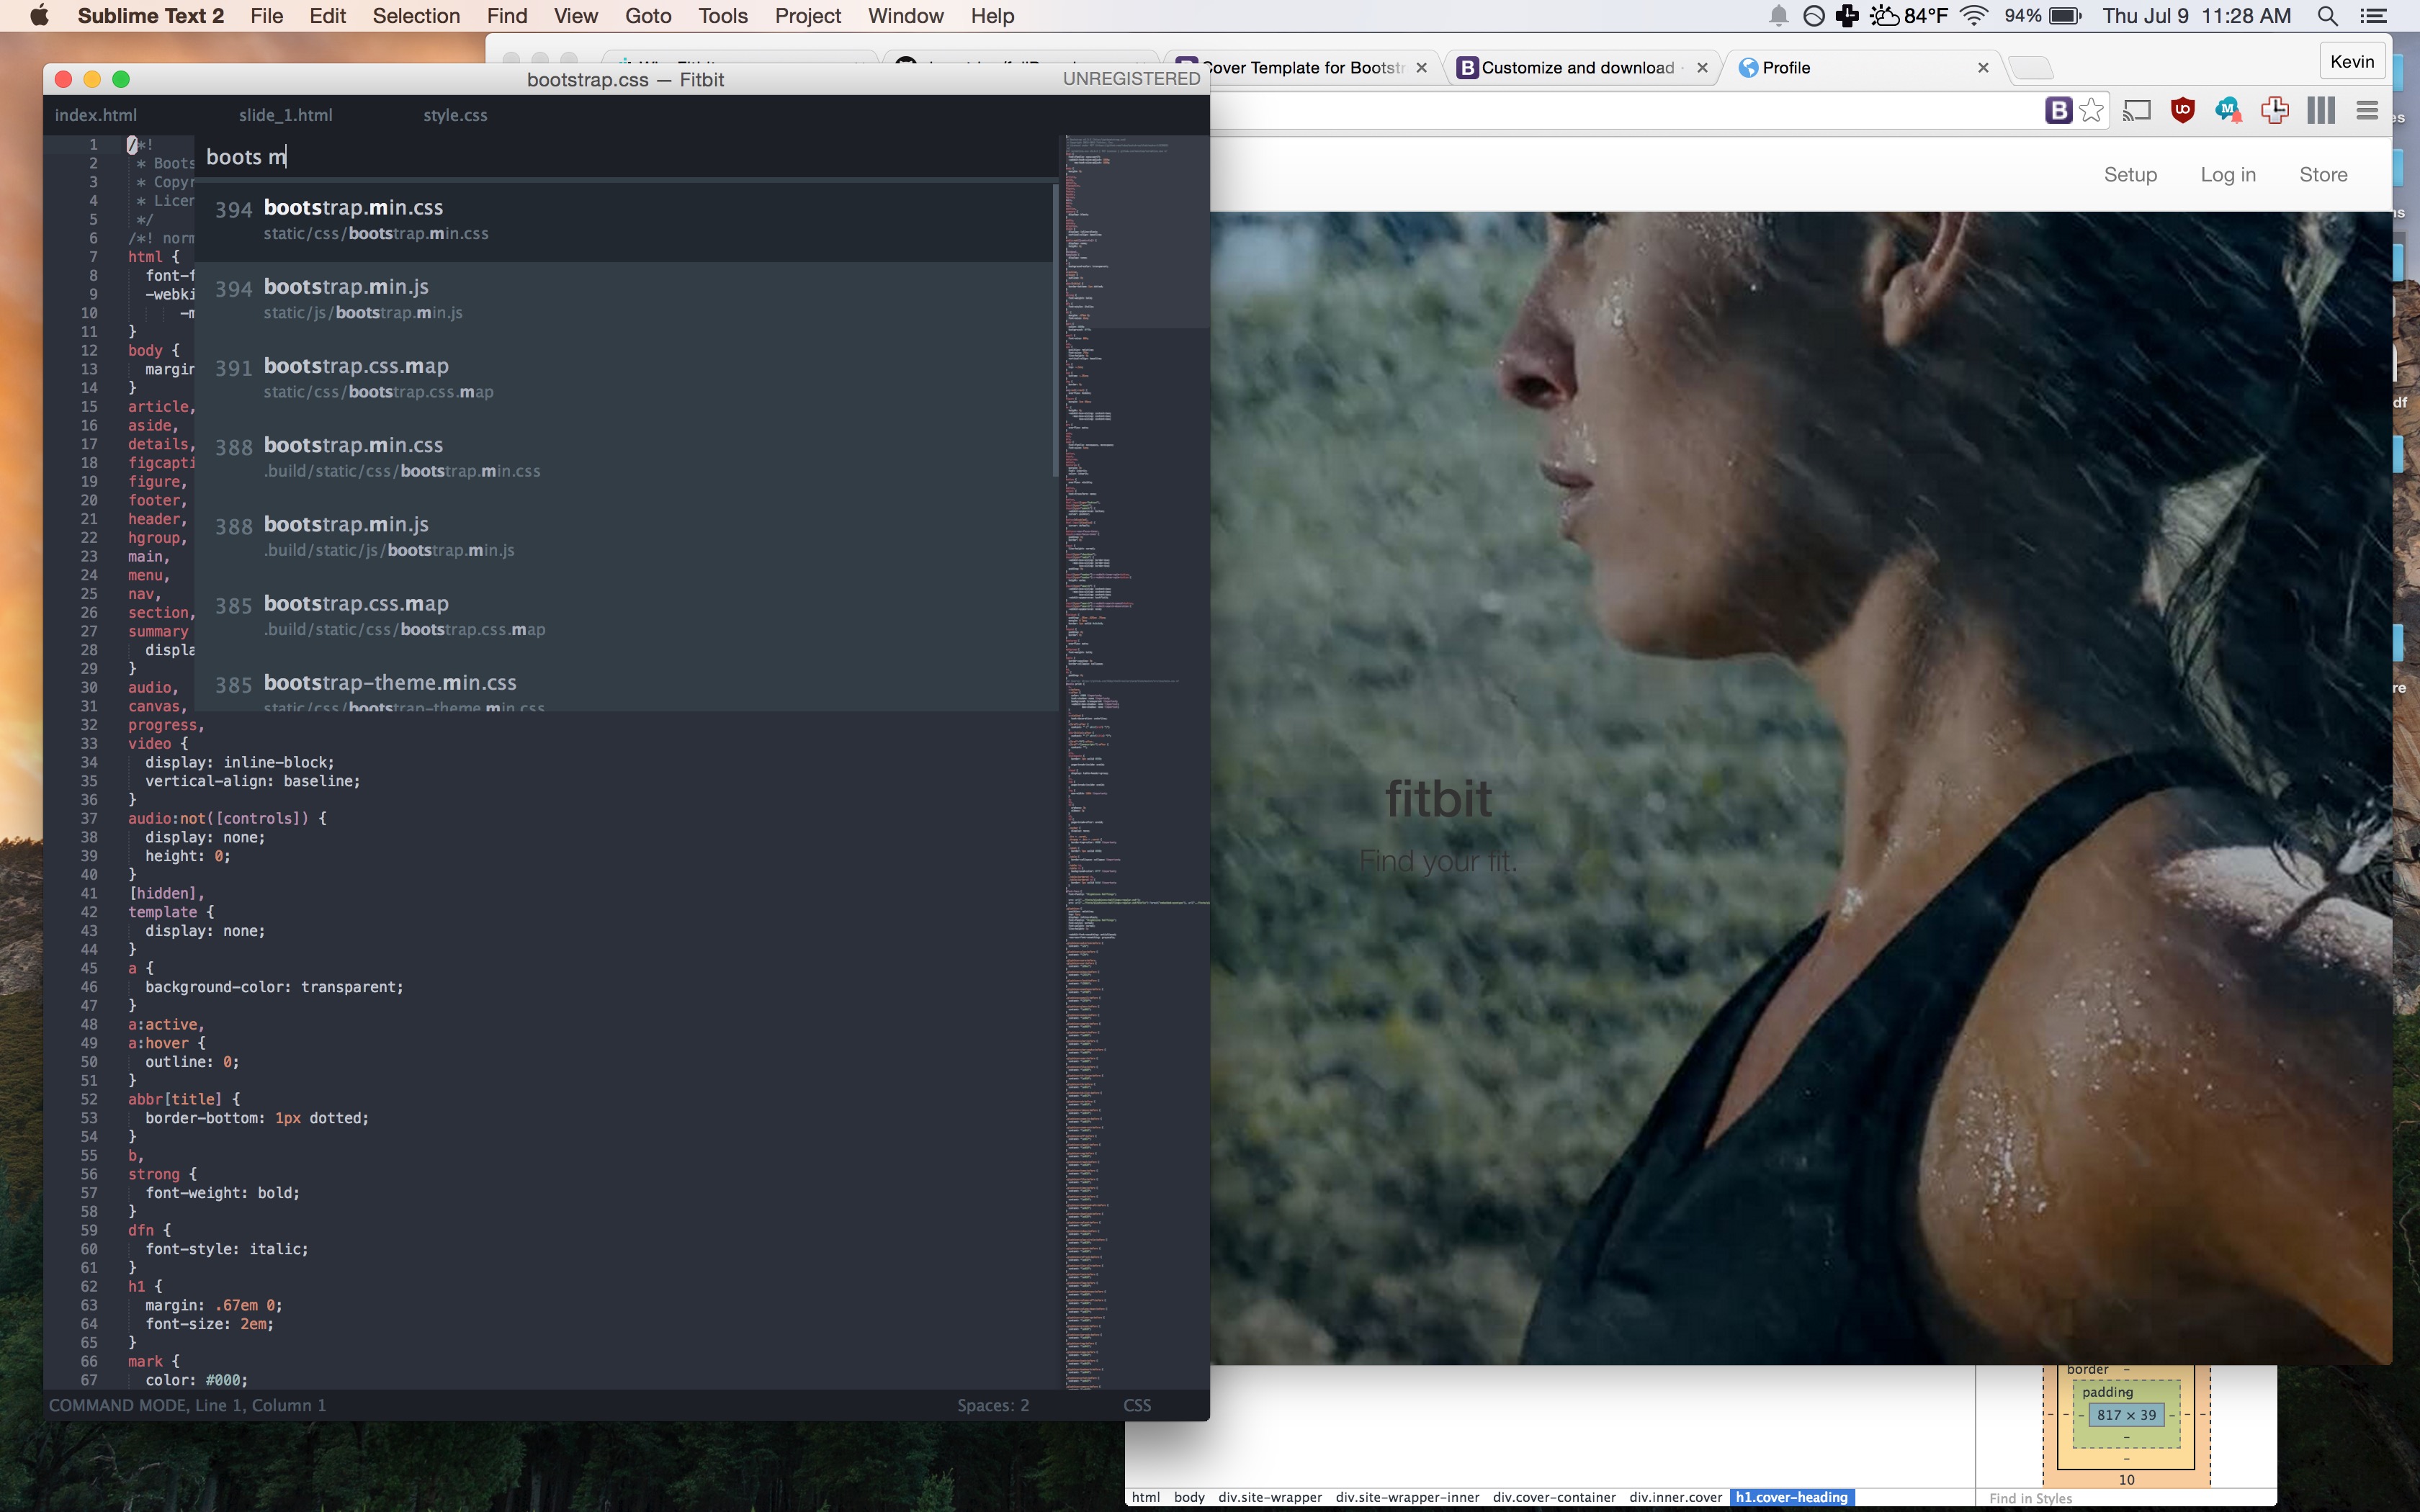 Sublime Text 2 File Edit Selection Find View Goto Tools Project Window Help
84°F 94% Thu Jul 9 11:28 AM
Cover Template for Bootstr
Customize and download
Profile
Kevin
bootstrap.css — Fitbit
UNREGISTERED
index.html slide_1.html style.css
boots m
394 bootstrap.min.css
static/css/bootstrap.min.css
394 bootstrap.min.js
static/js/bootstrap.min.js
391 bootstrap.css.map
static/css/bootstrap.css.map
388 bootstrap.min.css
.build/static/css/bootstrap.min.css
388 bootstrap.min.js
.build/static/js/bootstrap.min.js
385 bootstrap.css.map
.build/static/css/bootstrap.css.map
385 bootstrap-theme.min.css
static/css/bootstrap-theme.min.css
1 /*!
2 * Boots
3 * Copyr
4 * Licen
5 */
6 /*! norm
7 html {
8 font-f
9 -webki
10 -m
11 }
12 body {
13 margin
14 }
15 article,
16 aside,
17 details,
18 figcapti
19 figure,
20 footer,
21 header,
22 hgroup,
23 main,
24 menu,
25 nav,
26 section,
27 summary
28 displa
29 }
30 audio,
31 canvas,
32 progress,
33 video {
34 display: inline-block;
35 vertical-align: baseline;
36 }
37 audio:not([controls]) {
38 display: none;
39 height: 0;
40 }
41 [hidden],
42 template {
43 display: none;
44 }
45 a {
46 background-color: transparent;
47 }
48 a:active,
49 a:hover {
50 outline: 0;
51 }
52 abbr[title] {
53 border-bottom: 1px dotted;
54 }
55 b,
56 strong {
57 font-weight: bold;
58 }
59 dfn {
60 font-style: italic;
61 }
62 h1 {
63 margin: .67em 0;
64 font-size: 2em;
65 }
66 mark {
67 color: #000;
COMMAND MODE, Line 1, Column 1
Spaces: 2 CSS
Setup Log in Store
fitbit
Find your fit.
border –
padding
817 × 39
10
html body div.site-wrapper div.site-wrapper-inner div.cover-container div.inner.cover h1.cover-heading
Find in Styles
es
ns
df
re